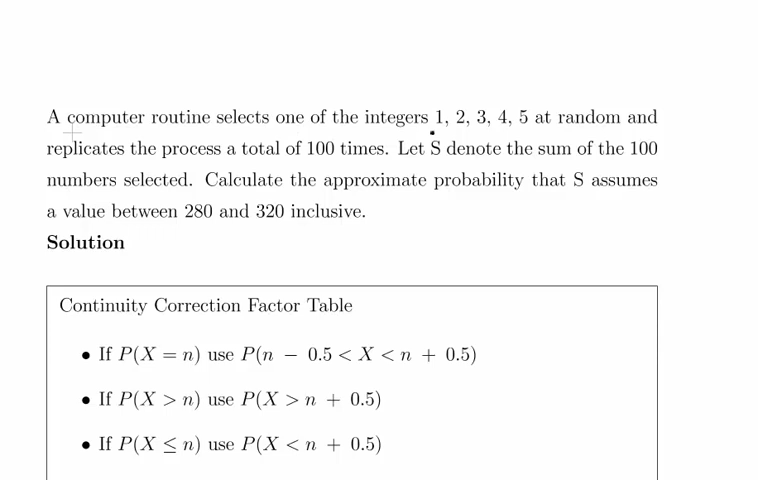 A computer routine selects one of the integers 1, 2, 3, 4, 5 at random and
replicates the process a total of 100 times. Let S denote the sum of the 100
numbers selected. Calculate the approximate probability that S assumes
a value between 280 and 320 inclusive.
Solution
Continuity Correction Factor Table
• If P(X = n) use P(n − 0.5 < X < n + 0.5)
• If P(X > n) use P(X > n + 0.5)
• If P(X ≤ n) use P(X < n + 0.5)